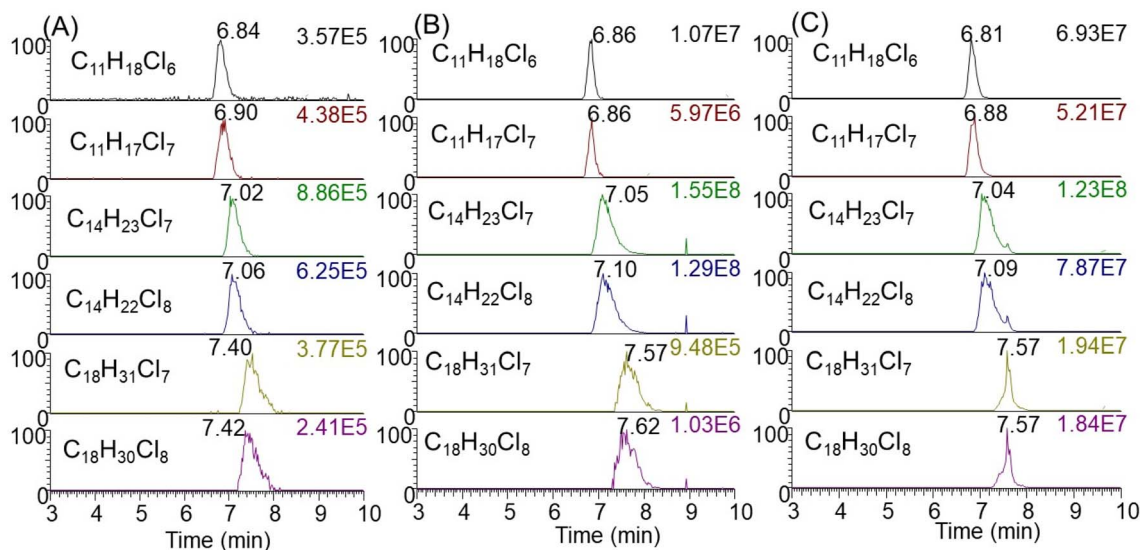 (A)
100
0
C₁₁H₁₈Cl₆
6.84
3.57E5
100
0
C₁₁H₁₇Cl₇
6.90
4.38E5
100
0
C₁₄H₂₃Cl₇
7.02
8.86E5
100
0
C₁₄H₂₂Cl₈
7.06
6.25E5
100
0
C₁₈H₃₁Cl₇
7.40
3.77E5
100
0
C₁₈H₃₀Cl₈
7.42
2.41E5
3 4 5 6 7 8 9 10
Time (min)
(B)
100
0
C₁₁H₁₈Cl₆
6.86
1.07E7
100
0
C₁₁H₁₇Cl₇
6.86
5.97E6
100
0
C₁₄H₂₃Cl₇
7.05
1.55E8
100
0
C₁₄H₂₂Cl₈
7.10
1.29E8
100
0
C₁₈H₃₁Cl₇
7.57
9.48E5
100
0
C₁₈H₃₀Cl₈
7.62
1.03E6
3 4 5 6 7 8 9 10
Time (min)
(C)
100
0
C₁₁H₁₈Cl₆
6.81
6.93E7
100
0
C₁₁H₁₇Cl₇
6.88
5.21E7
100
0
C₁₄H₂₃Cl₇
7.04
1.23E8
100
0
C₁₄H₂₂Cl₈
7.09
7.87E7
100
0
C₁₈H₃₁Cl₇
7.57
1.94E7
100
0
C₁₈H₃₀Cl₈
7.57
1.84E7
3 4 5 6 7 8 9 10
Time (min)